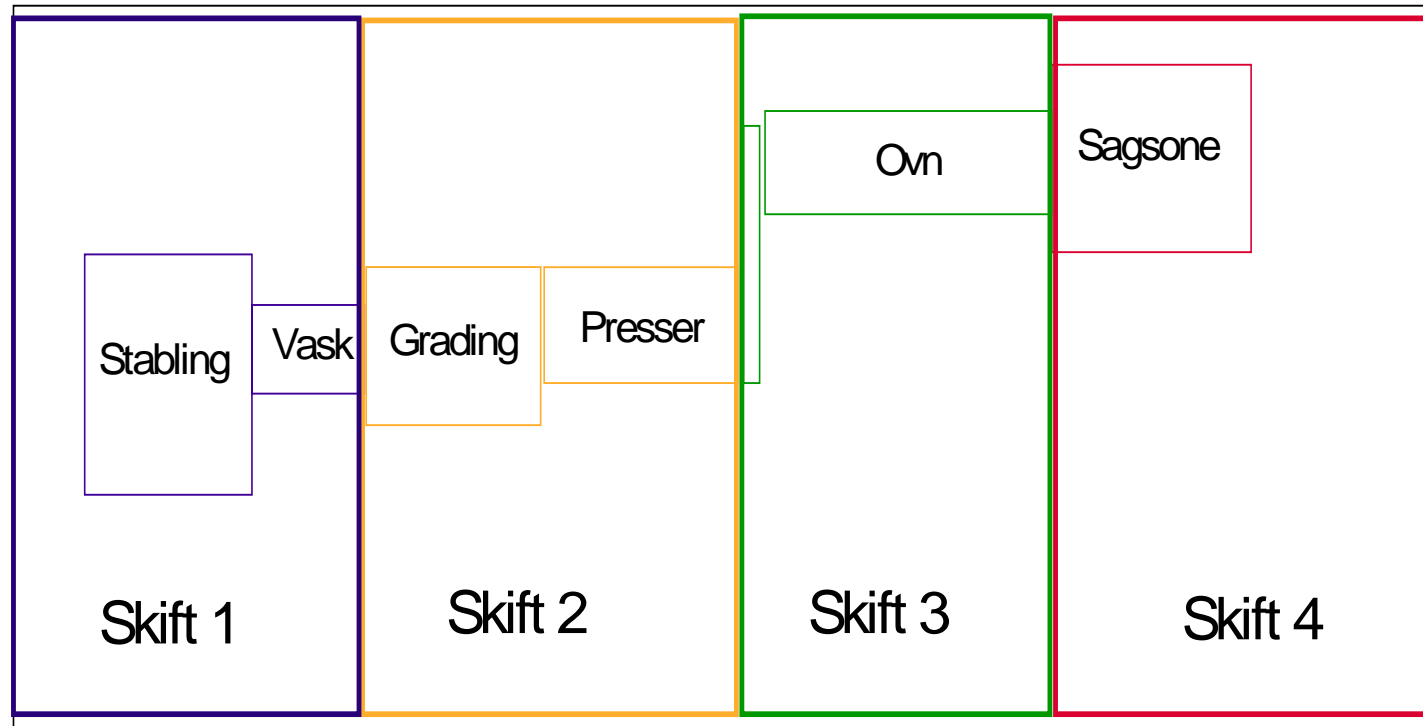 Stabling
Vask
Grading
Presser
Ovn
Sagsone
Skift 1
Skift 2
Skift 3
Skift 4